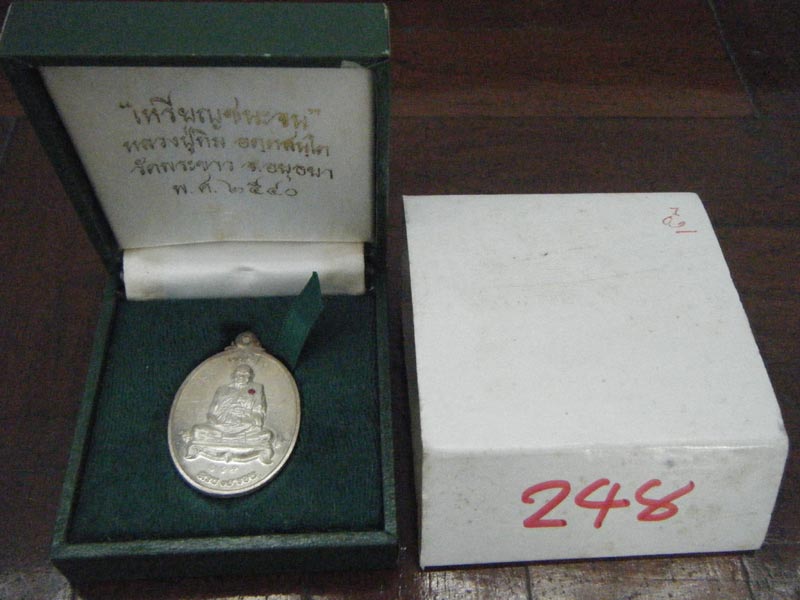 "เหรียญชนะจน"
หลวงปู่ทิม อตฺตสนฺโต
วัดพระขาว จ.อยุธยา
พ.ศ.๒๕๔๐
248